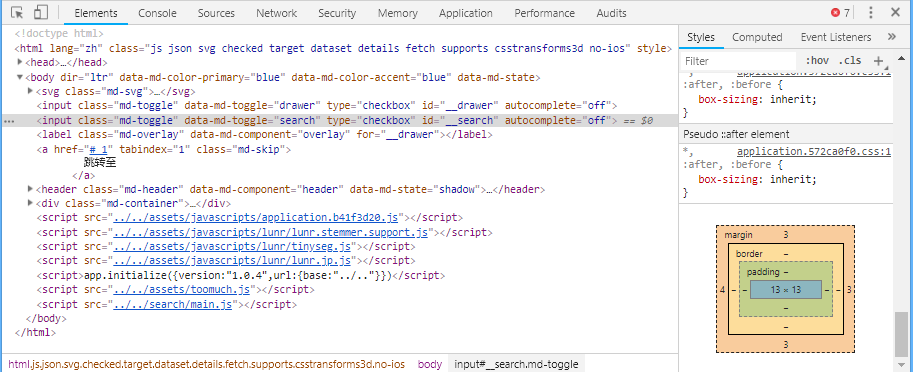 Elements Console Sources Network Security Memory Application Performance Audits 7
<!doctype html>
<html lang="zh" class="js json svg checked target dataset details fetch supports csstransforms3d no-ios" style>
<head>…</head>
<body dir="ltr" data-md-color-primary="blue" data-md-color-accent="blue" data-md-state>
<svg class="md-svg">…</svg>
<input class="md-toggle" data-md-toggle="drawer" type="checkbox" id="__drawer" autocomplete="off">
… <input class="md-toggle" data-md-toggle="search" type="checkbox" id="__search" autocomplete="off"> == $0
<label class="md-overlay" data-md-component="overlay" for="__drawer"></label>
<a href="#_1" tabindex="1" class="md-skip">
跳转至
</a>
<header class="md-header" data-md-component="header" data-md-state="shadow">…</header>
<div class="md-container">…</div>
<script src="../../assets/javascripts/application.b41f3d20.js"></script>
<script src="../../assets/javascripts/lunr/lunr.stemmer.support.js"></script>
<script src="../../assets/javascripts/lunr/tinyseg.js"></script>
<script src="../../assets/javascripts/lunr/lunr.jp.js"></script>
<script>app.initialize({version:"1.0.4",url:{base:"../.."}})</script>
<script src="../../assets/toomuch.js"></script>
<script src="../../search/main.js"></script>
</body>
</html>
html.js.json.svg.checked.target.dataset.details.fetch.supports.csstransforms3d.no-ios body input#__search.md-toggle
Styles Computed Event Listeners »
Filter :hov .cls +
*, application.572ca0f0.css:1
:after, :before {
box-sizing: inherit;
}
Pseudo ::after element
*, application.572ca0f0.css:1
:after, :before {
box-sizing: inherit;
}
margin 3
border –
padding –
4 – – 13 × 13 – – 3
–
–
3